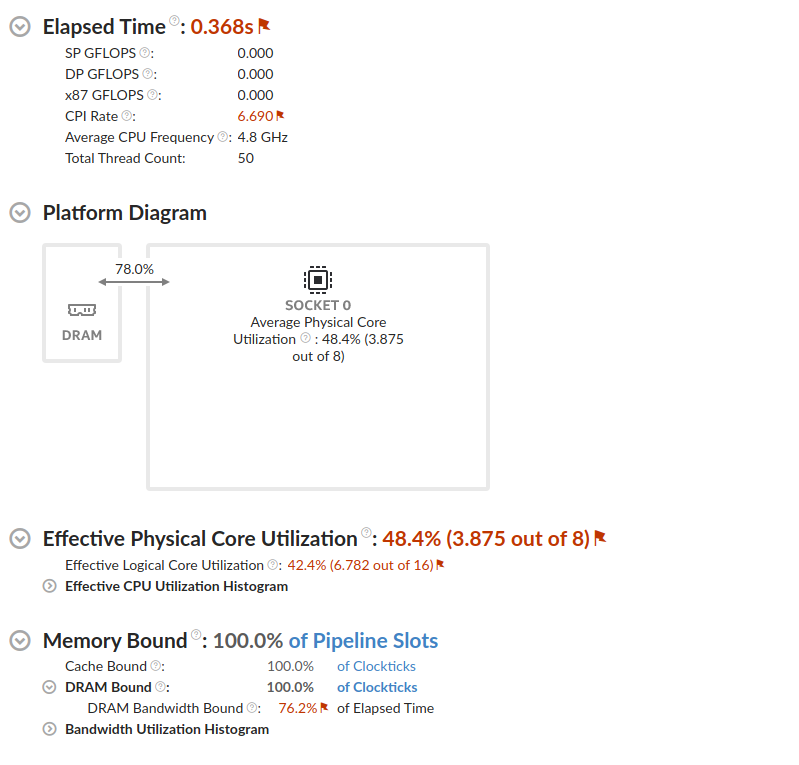 Elapsed Time ?: 0.368s
SP GFLOPS ?: 0.000
DP GFLOPS ?: 0.000
x87 GFLOPS ?: 0.000
CPI Rate ?: 6.690
Average CPU Frequency ?: 4.8 GHz
Total Thread Count: 50
Platform Diagram
78.0%
DRAM
SOCKET 0
Average Physical Core
Utilization ? : 48.4% (3.875
out of 8)
Effective Physical Core Utilization ?: 48.4% (3.875 out of 8)
Effective Logical Core Utilization ?: 42.4% (6.782 out of 16)
Effective CPU Utilization Histogram
Memory Bound ?: 100.0% of Pipeline Slots
Cache Bound ?: 100.0% of Clockticks
DRAM Bound ?: 100.0% of Clockticks
DRAM Bandwidth Bound ?: 76.2% of Elapsed Time
Bandwidth Utilization Histogram